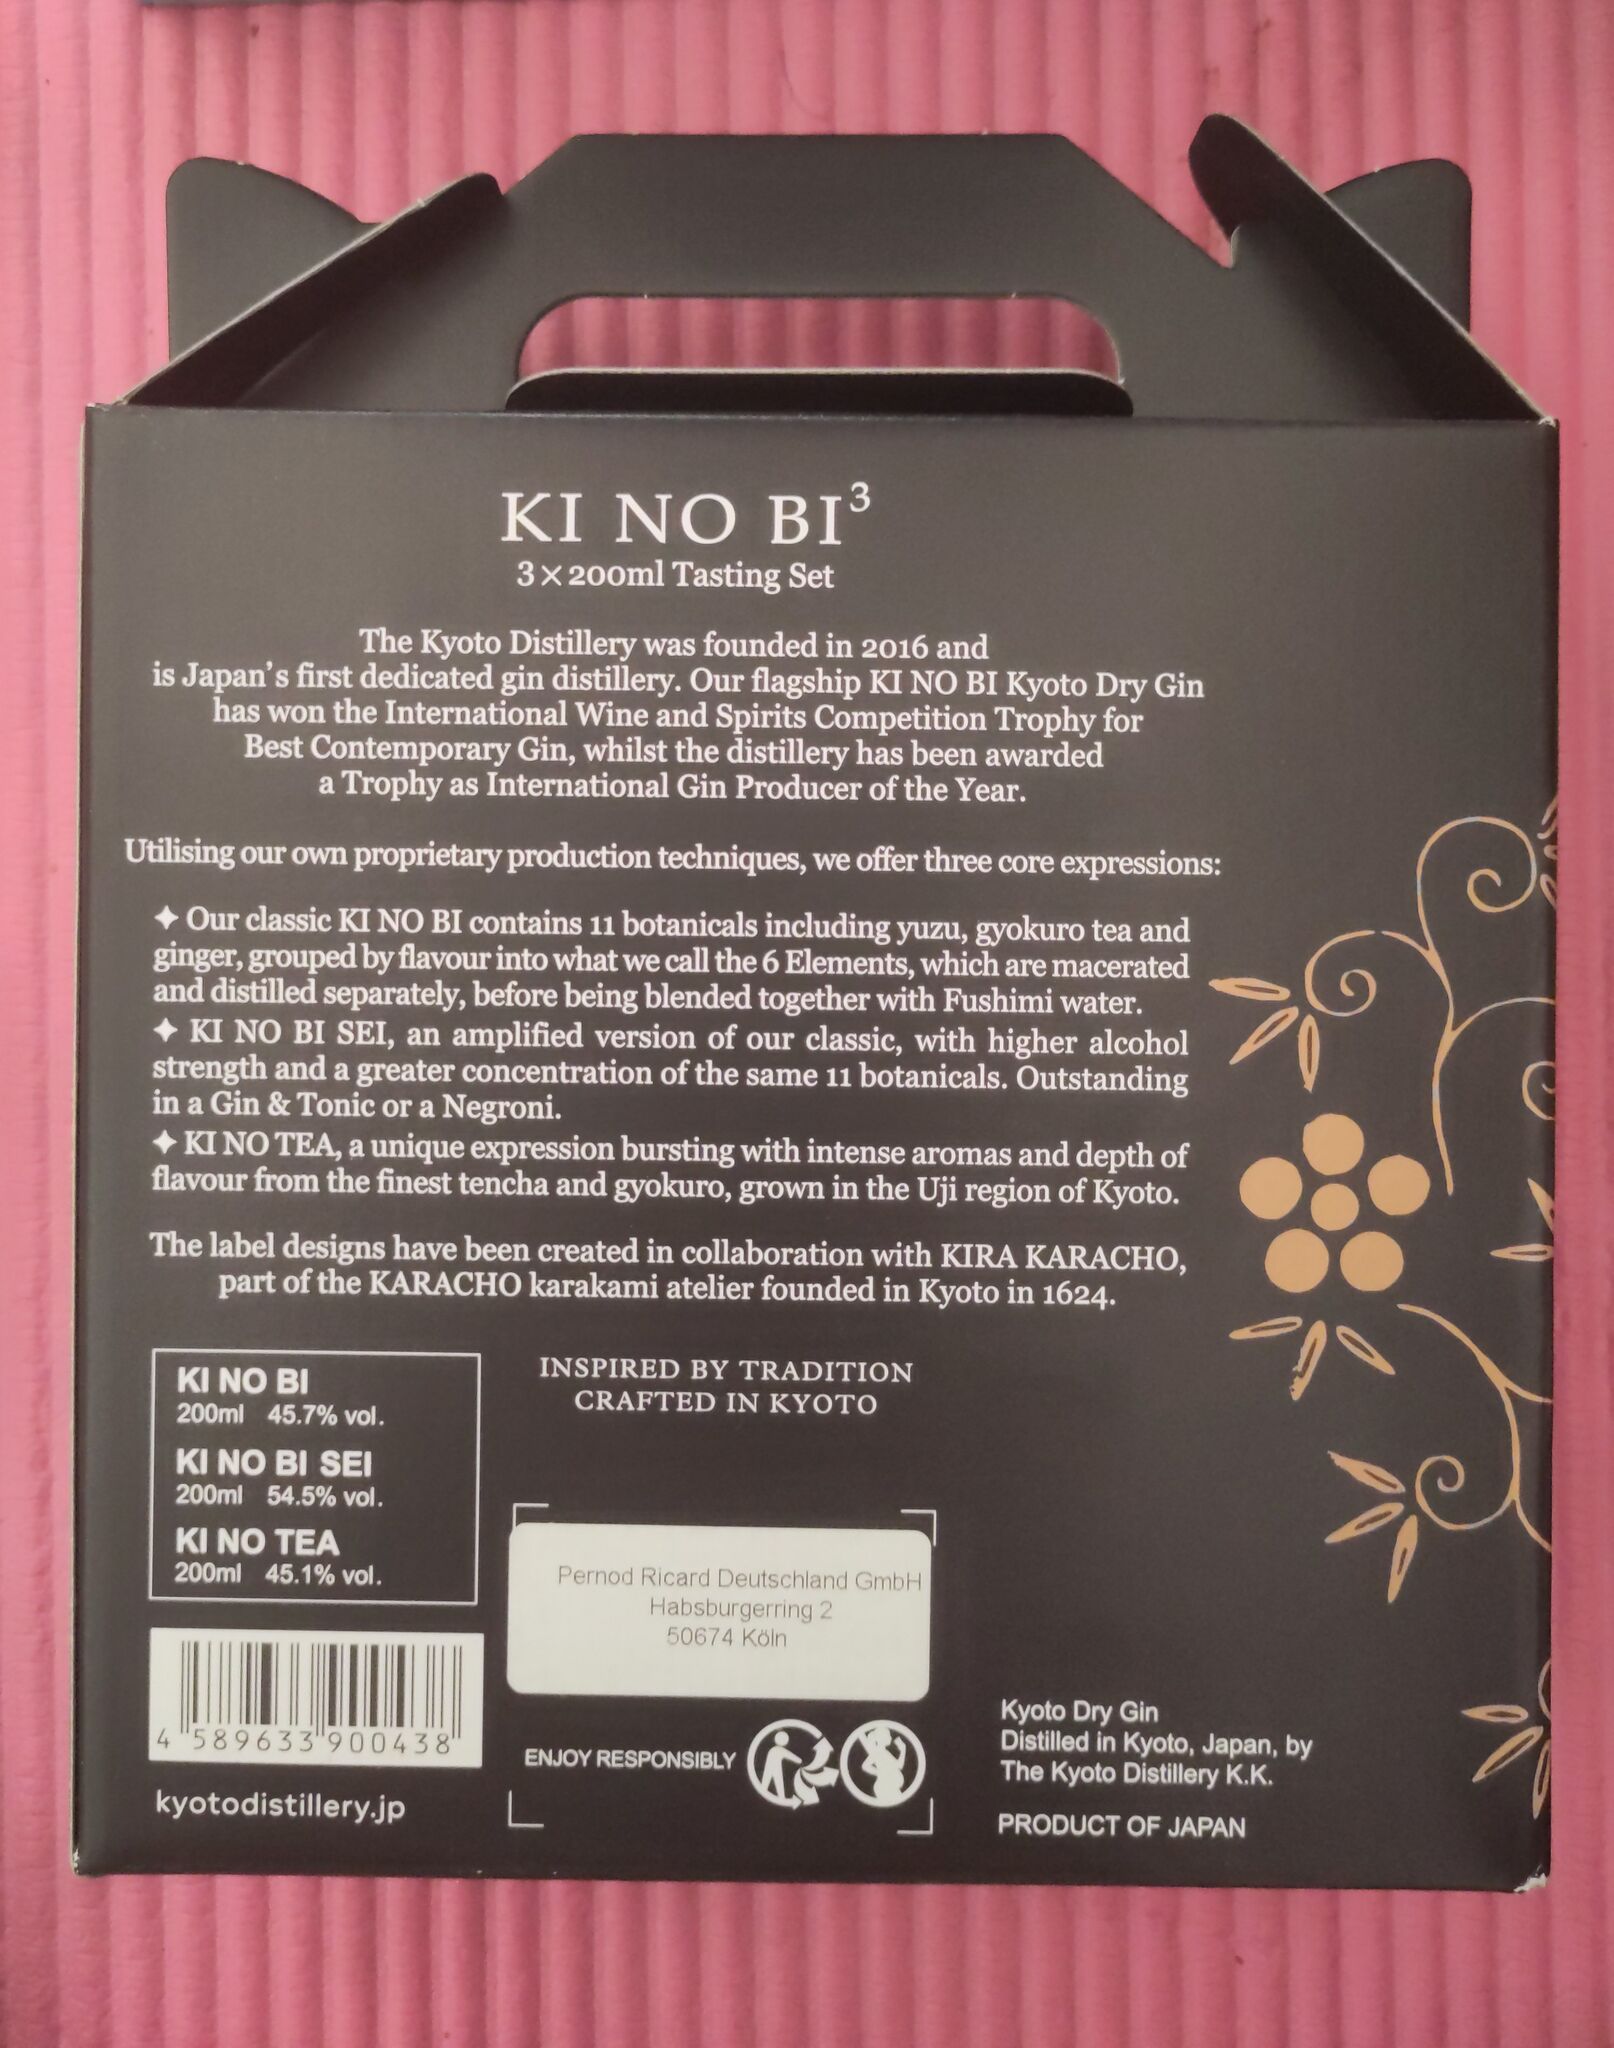 KI NO BI³
3×200ml Tasting Set
The Kyoto Distillery was founded in 2016 and
is Japan's first dedicated gin distillery. Our flagship KI NO BI Kyoto Dry Gin
has won the International Wine and Spirits Competition Trophy for
Best Contemporary Gin, whilst the distillery has been awarded
a Trophy as International Gin Producer of the Year.
Utilising our own proprietary production techniques, we offer three core expressions:
✦ Our classic KI NO BI contains 11 botanicals including yuzu, gyokuro tea and
ginger, grouped by flavour into what we call the 6 Elements, which are macerated
and distilled separately, before being blended together with Fushimi water.
✦ KI NO BI SEI, an amplified version of our classic, with higher alcohol
strength and a greater concentration of the same 11 botanicals. Outstanding
in a Gin & Tonic or a Negroni.
✦ KI NO TEA, a unique expression bursting with intense aromas and depth of
flavour from the finest tencha and gyokuro, grown in the Uji region of Kyoto.
The label designs have been created in collaboration with KIRA KARACHO,
part of the KARACHO karakami atelier founded in Kyoto in 1624.
KI NO BI
200ml 45.7% vol.
KI NO BI SEI
200ml 54.5% vol.
KI NO TEA
200ml 45.1% vol.
INSPIRED BY TRADITION
CRAFTED IN KYOTO
Pernod Ricard Deutschland GmbH
Habsburgerring 2
50674 Köln
4 589633 900438
kyotodistillery.jp
ENJOY RESPONSIBLY
Kyoto Dry Gin
Distilled in Kyoto, Japan, by
The Kyoto Distillery K.K.
PRODUCT OF JAPAN